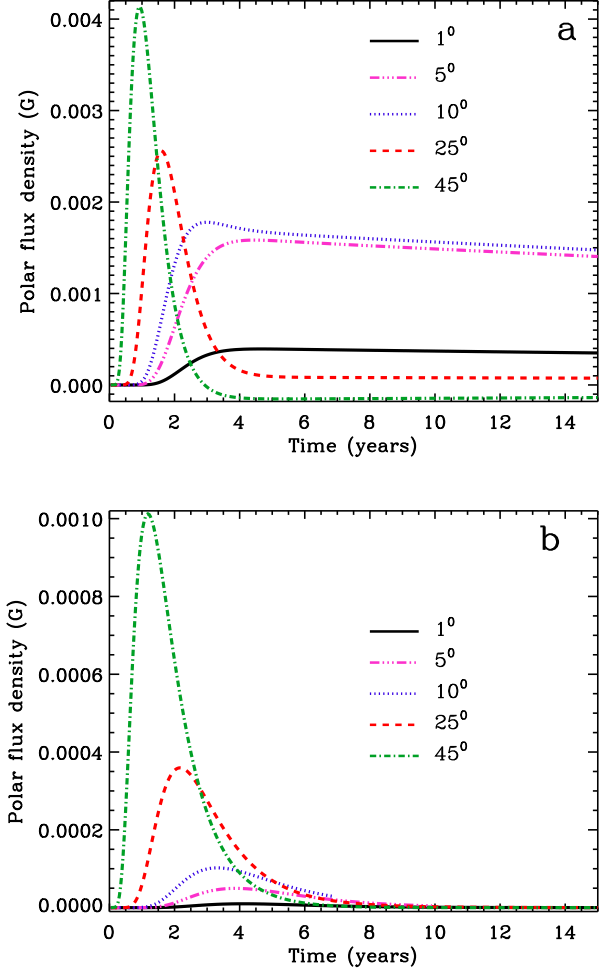 a
0.004
0.003
0.002
0.001
0.000
Polar flux density (G)
1⁰
5⁰
10⁰
25⁰
45⁰
0 2 4 6 8 10 12 14
Time (years)
b
0.0010
0.0008
0.0006
0.0004
0.0002
0.0000
Polar flux density (G)
1⁰
5⁰
10⁰
25⁰
45⁰
0 2 4 6 8 10 12 14
Time (years)